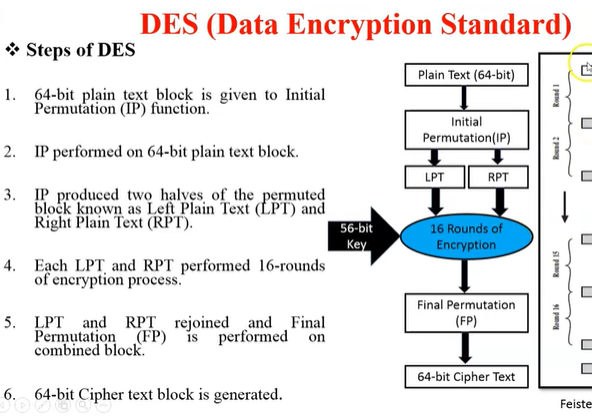 DES (Data Encryption Standard)
❖ Steps of DES
1. 64-bit plain text block is given to Initial
Permutation (IP) function.
2. IP performed on 64-bit plain text block.
3. IP produced two halves of the permuted
block known as Left Plain Text (LPT) and
Right Plain Text (RPT).
4. Each LPT and RPT performed 16-rounds
of encryption process.
5. LPT and RPT rejoined and Final
Permutation (FP) is performed on
combined block.
6. 64-bit Cipher text block is generated.
Plain Text (64-bit)
Initial
Permutation(IP)
LPT
RPT
56-bit
Key
16 Rounds of
Encryption
Final Permutation
(FP)
64-bit Cipher Text
Round 1
Round 2
Round 15
Round 16
Feiste